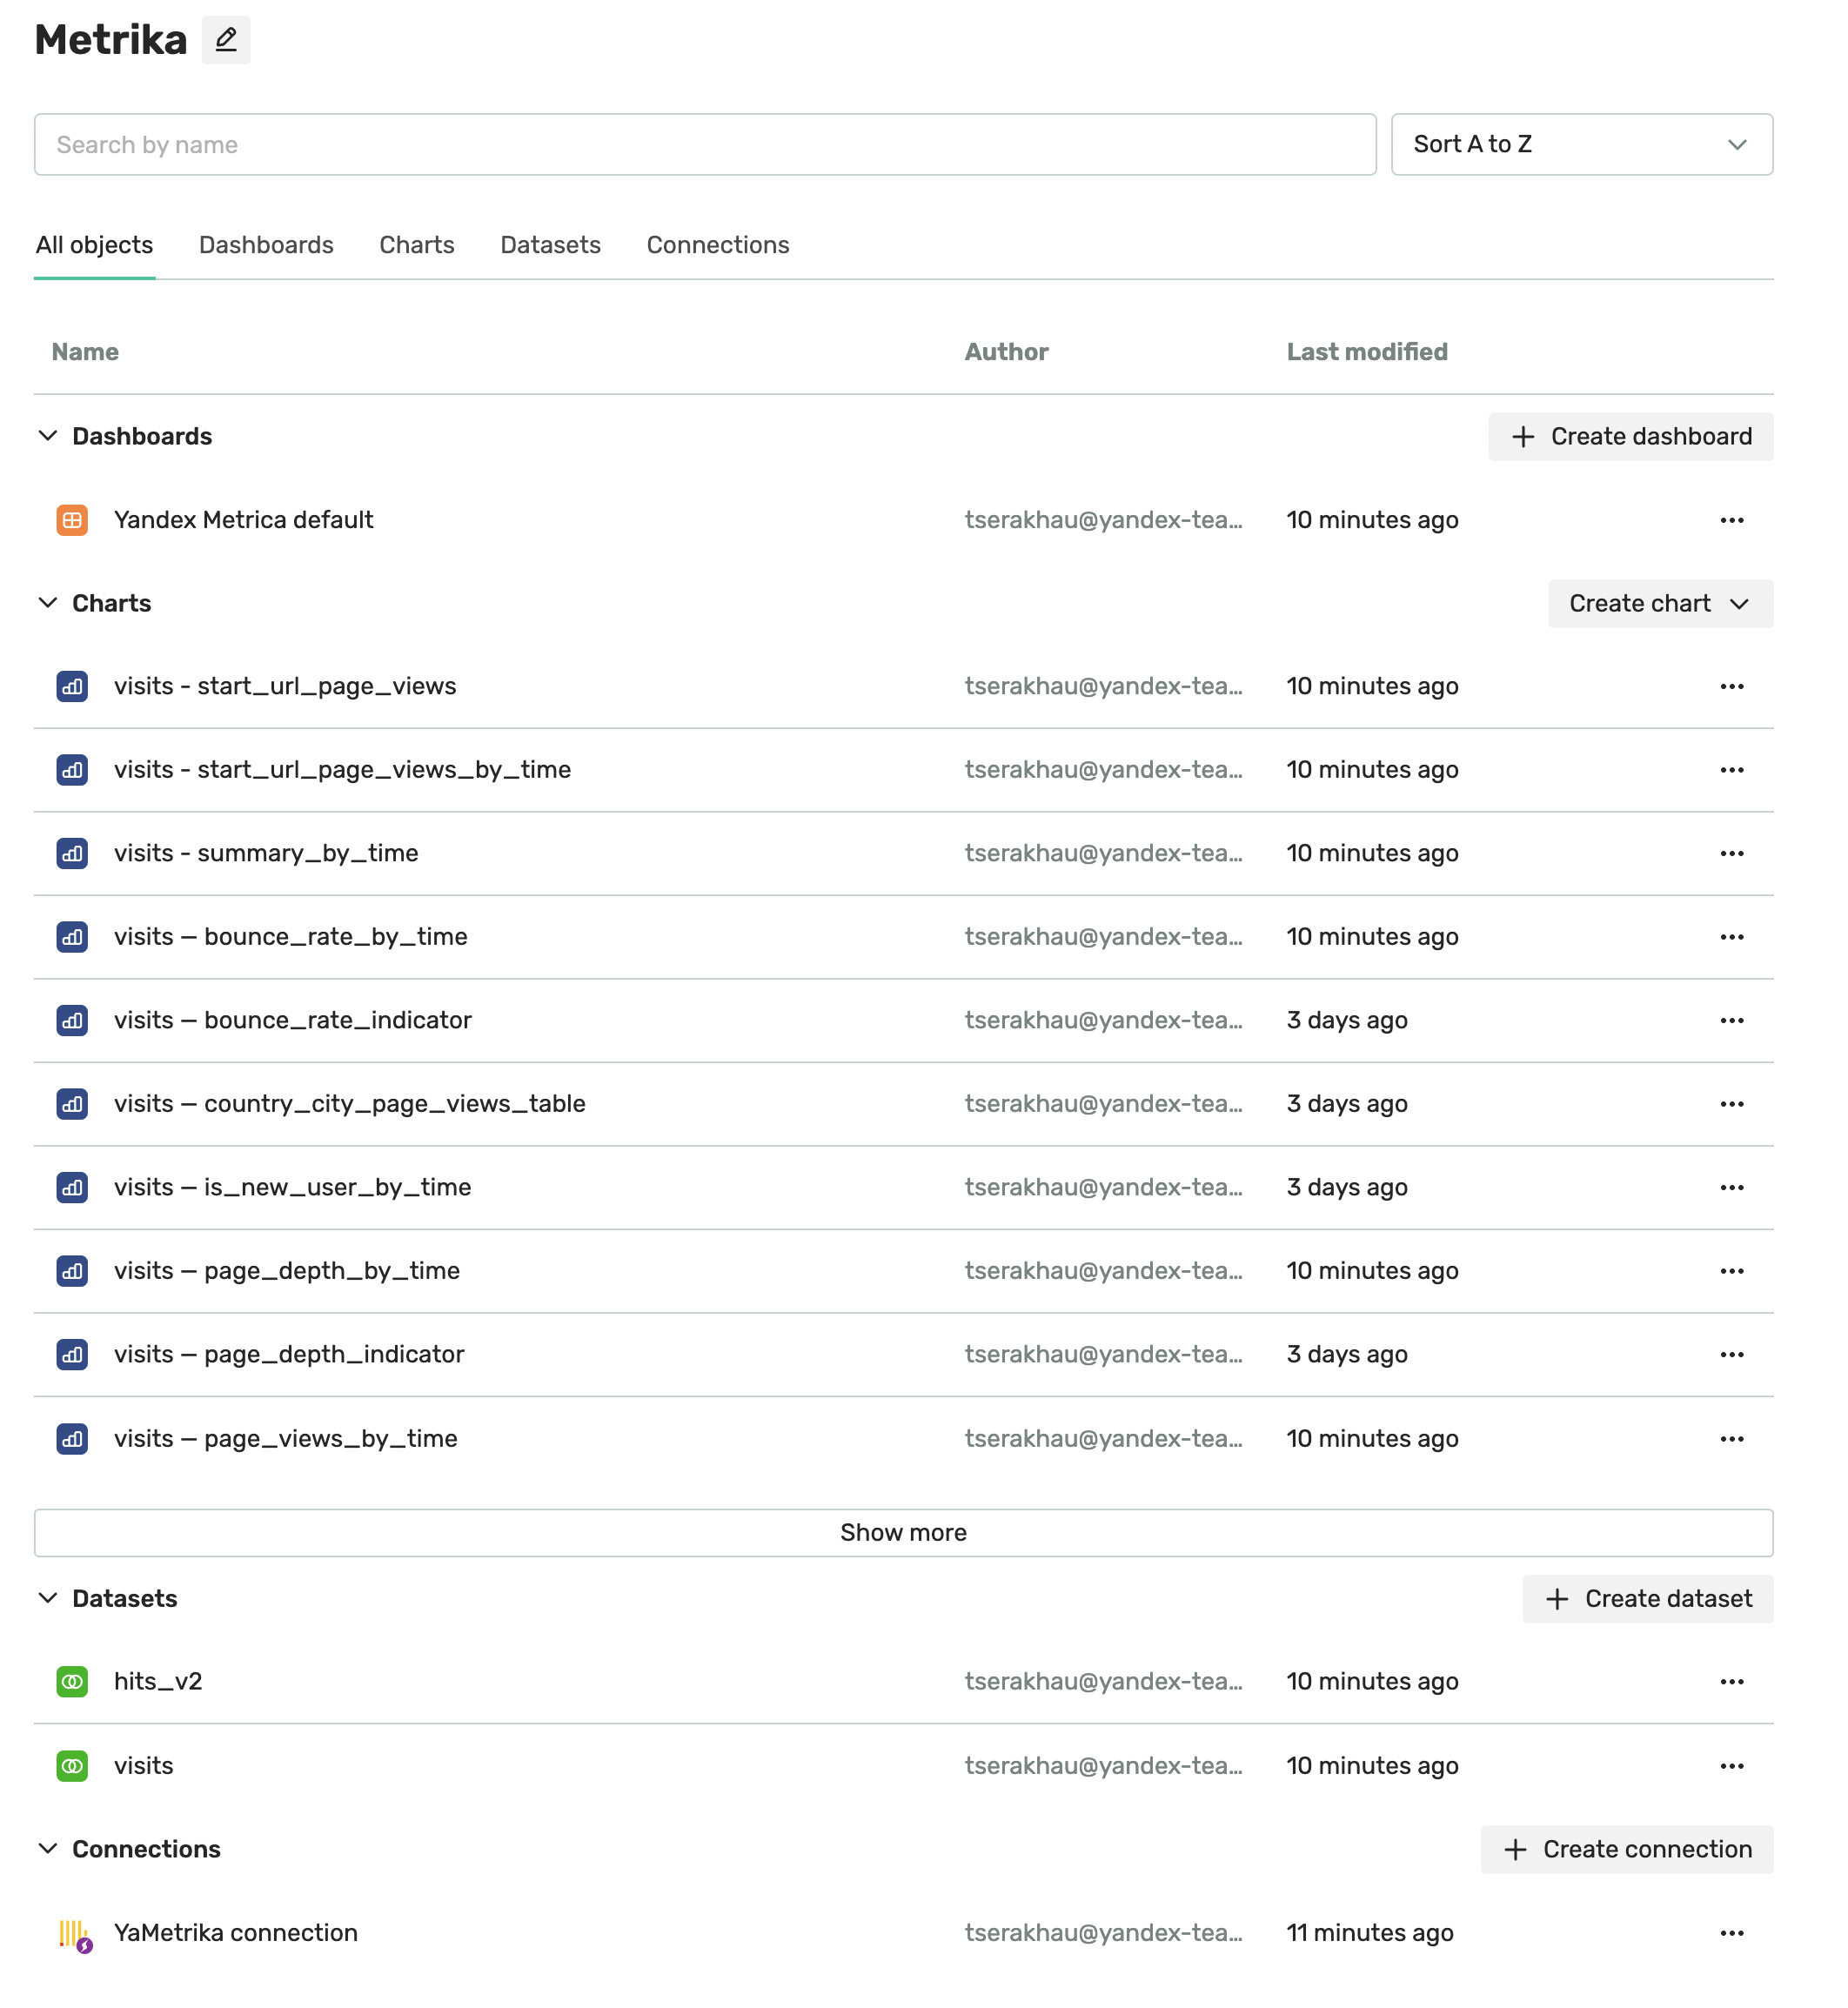 Metrika
Search by name
Sort A to Z
All objects Dashboards Charts Datasets Connections
Name Author Last modified
Dashboards + Create dashboard
Yandex Metrica default tserakhau@yandex-tea... 10 minutes ago
Charts Create chart
visits - start_url_page_views tserakhau@yandex-tea... 10 minutes ago
visits - start_url_page_views_by_time tserakhau@yandex-tea... 10 minutes ago
visits - summary_by_time tserakhau@yandex-tea... 10 minutes ago
visits — bounce_rate_by_time tserakhau@yandex-tea... 10 minutes ago
visits — bounce_rate_indicator tserakhau@yandex-tea... 3 days ago
visits — country_city_page_views_table tserakhau@yandex-tea... 3 days ago
visits — is_new_user_by_time tserakhau@yandex-tea... 3 days ago
visits — page_depth_by_time tserakhau@yandex-tea... 10 minutes ago
visits — page_depth_indicator tserakhau@yandex-tea... 3 days ago
visits — page_views_by_time tserakhau@yandex-tea... 10 minutes ago
Show more
Datasets + Create dataset
hits_v2 tserakhau@yandex-tea... 10 minutes ago
visits tserakhau@yandex-tea... 10 minutes ago
Connections + Create connection
YaMetrika connection tserakhau@yandex-tea... 11 minutes ago